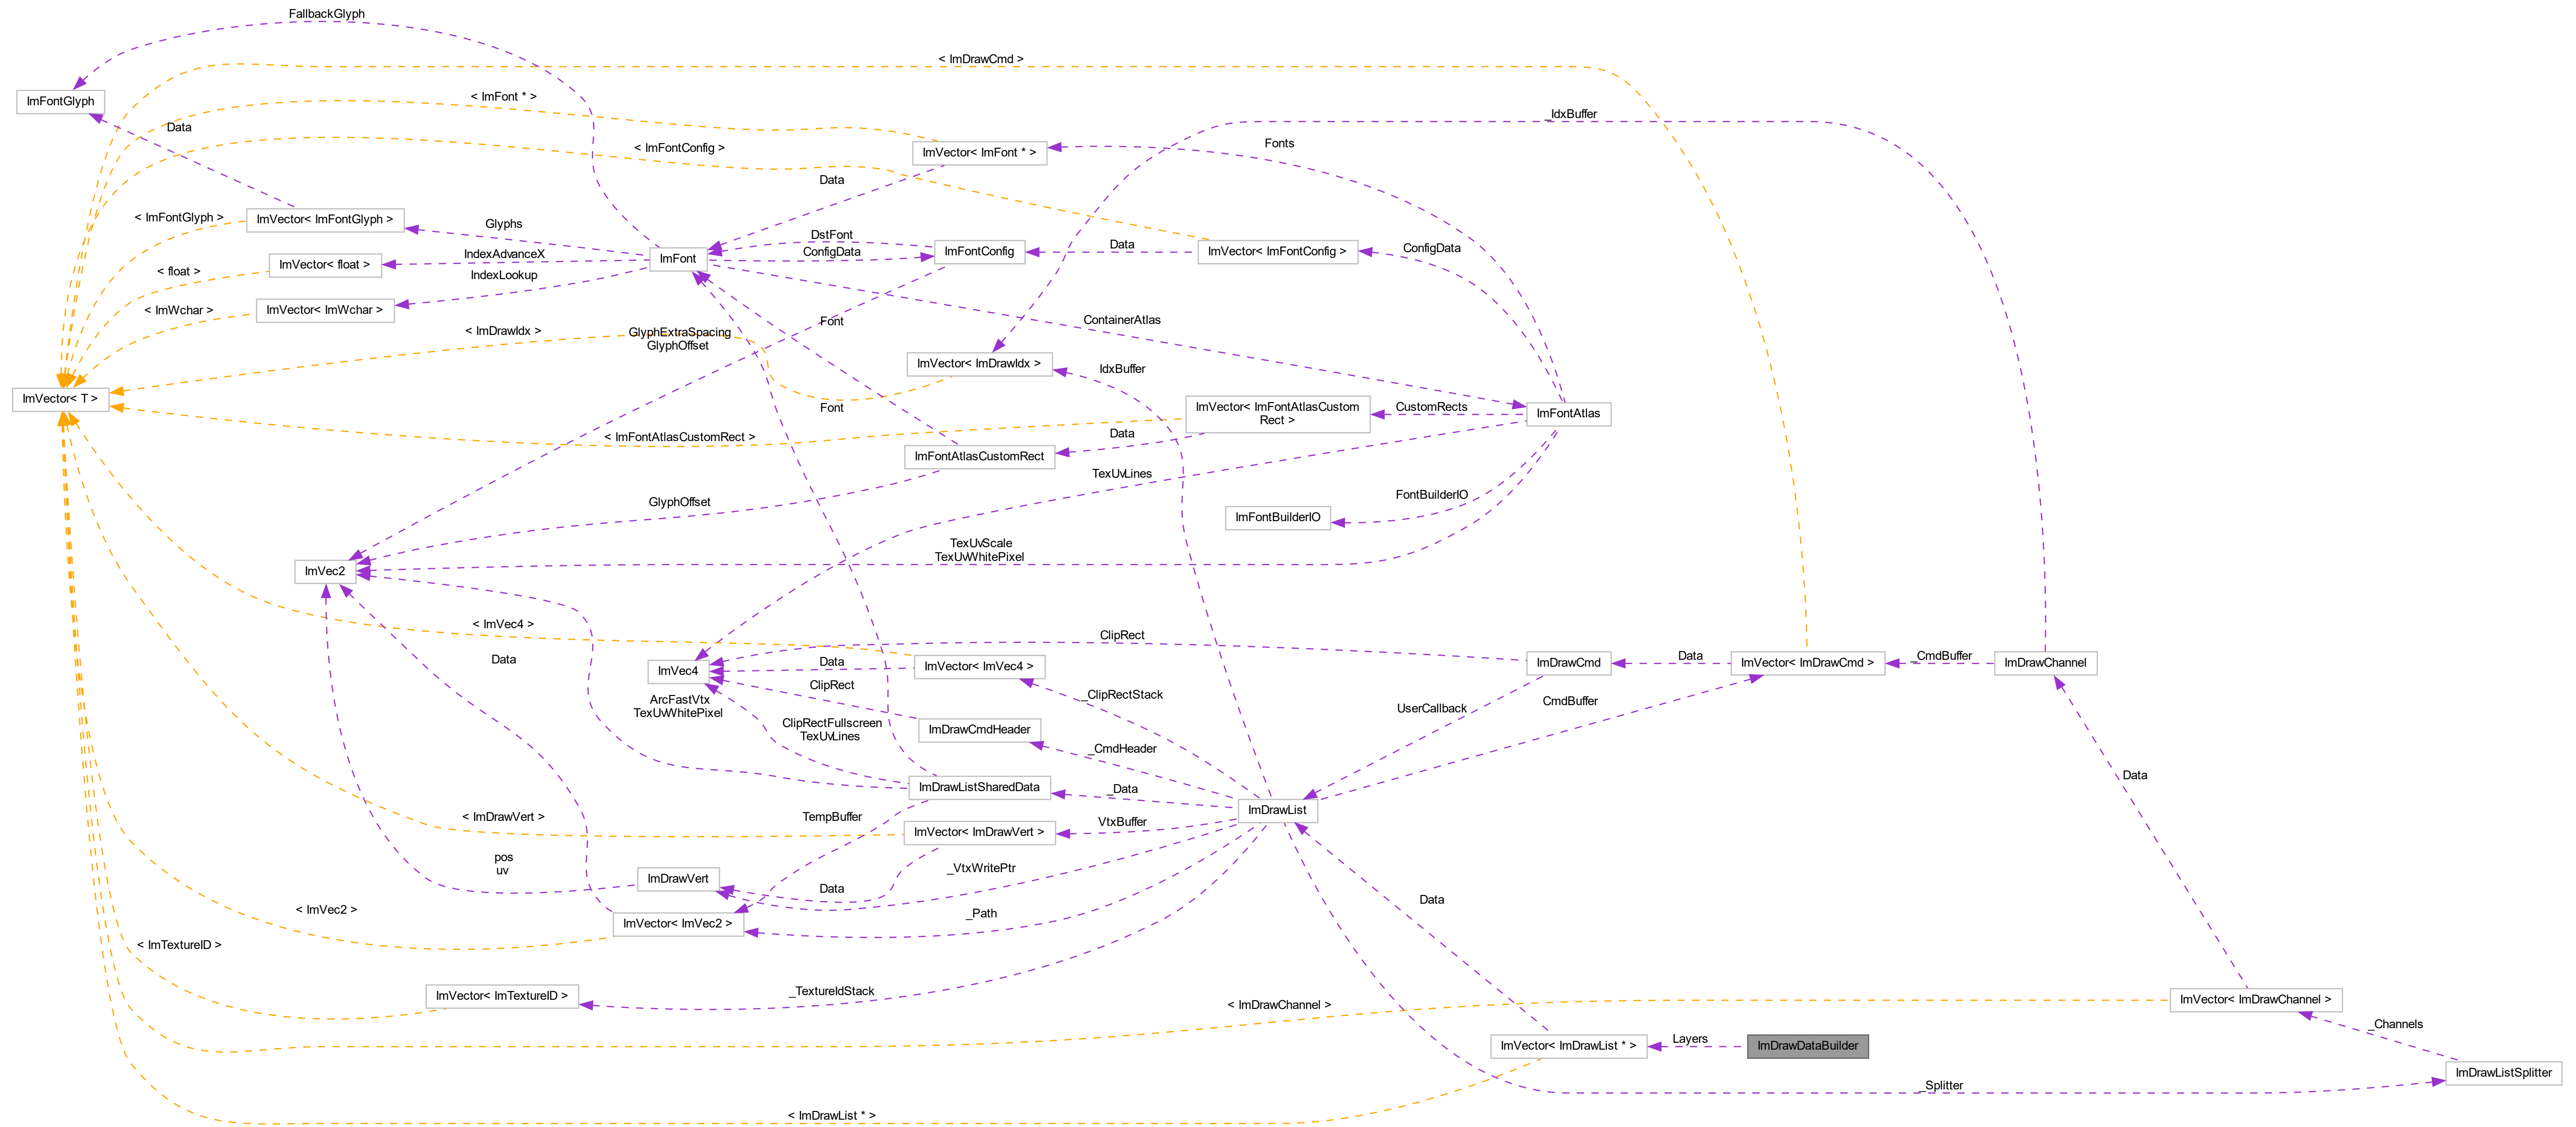 FallbackGlyph
< ImDrawCmd >
ImFontGlyph
< ImFont * >
_IdxBuffer
Data
< ImFontConfig >
ImVector< ImFont * >
Fonts
Data
< ImFontGlyph >
ImVector< ImFontGlyph >
Glyphs
DstFont
ImFontConfig
Data
ImVector< ImFontConfig >
ConfigData
< float >
ImVector< float >
IndexAdvanceX
ImFont
ConfigData
IndexLookup
< ImWchar >
ImVector< ImWchar >
< ImDrawIdx >
GlyphExtraSpacing
GlyphOffset
Font
ContainerAtlas
ImVector< ImDrawIdx >
IdxBuffer
ImVector< T >
Font
ImVector< ImFontAtlasCustom
Rect >
CustomRects
ImFontAtlas
< ImFontAtlasCustomRect >
Data
ImFontAtlasCustomRect
TexUvLines
GlyphOffset
FontBuilderIO
ImFontBuilderIO
TexUvScale
TexUvWhitePixel
ImVec2
< ImVec4 >
ClipRect
Data
ImVec4
Data
ImVector< ImVec4 >
ImDrawCmd
Data
ImVector< ImDrawCmd >
_CmdBuffer
ImDrawChannel
ArcFastVtx
TexUvWhitePixel
ClipRect
_ClipRectStack
UserCallback
CmdBuffer
ClipRectFullscreen
TexUvLines
ImDrawCmdHeader
_CmdHeader
ImDrawListSharedData
_Data
Data
ImDrawList
< ImDrawVert >
TempBuffer
ImVector< ImDrawVert >
VtxBuffer
pos
uv
ImDrawVert
Data
_VtxWritePtr
< ImVec2 >
ImVector< ImVec2 >
_Path
Data
< ImTextureID >
ImVector< ImTextureID >
_TextureIdStack
< ImDrawChannel >
ImVector< ImDrawChannel >
_Channels
ImVector< ImDrawList * >
Layers
ImDrawDataBuilder
ImDrawListSplitter
_Splitter
< ImDrawList * >